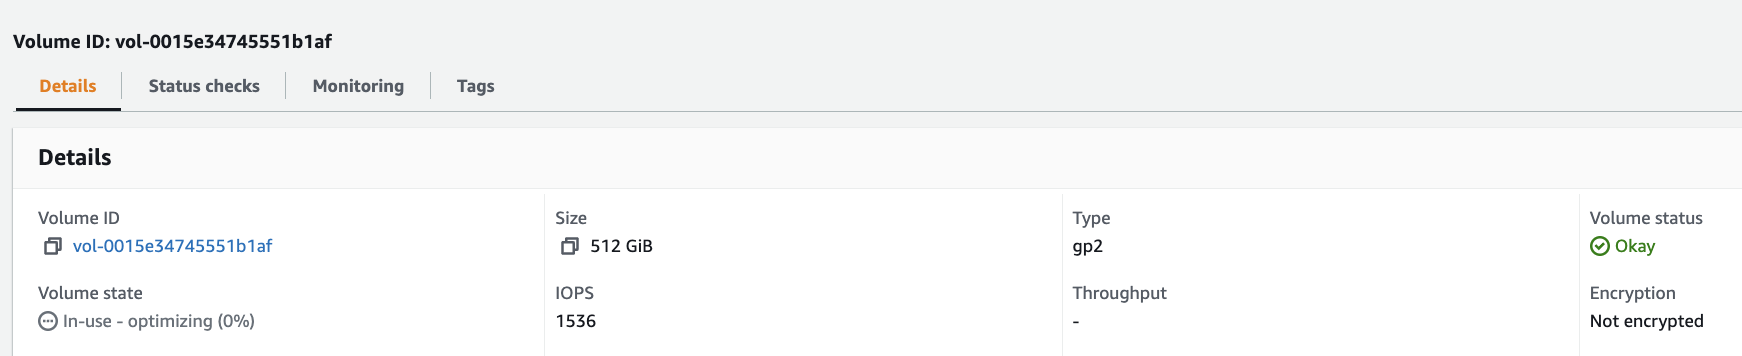 Volume ID: vol-0015e34745551b1af
Details
Status checks
Monitoring
Tags
Details
Volume ID
vol-0015e34745551b1af
Size
512 GiB
Type
gp2
Volume status
Okay
Volume state
In-use - optimizing (0%)
IOPS
1536
Throughput
-
Encryption
Not encrypted